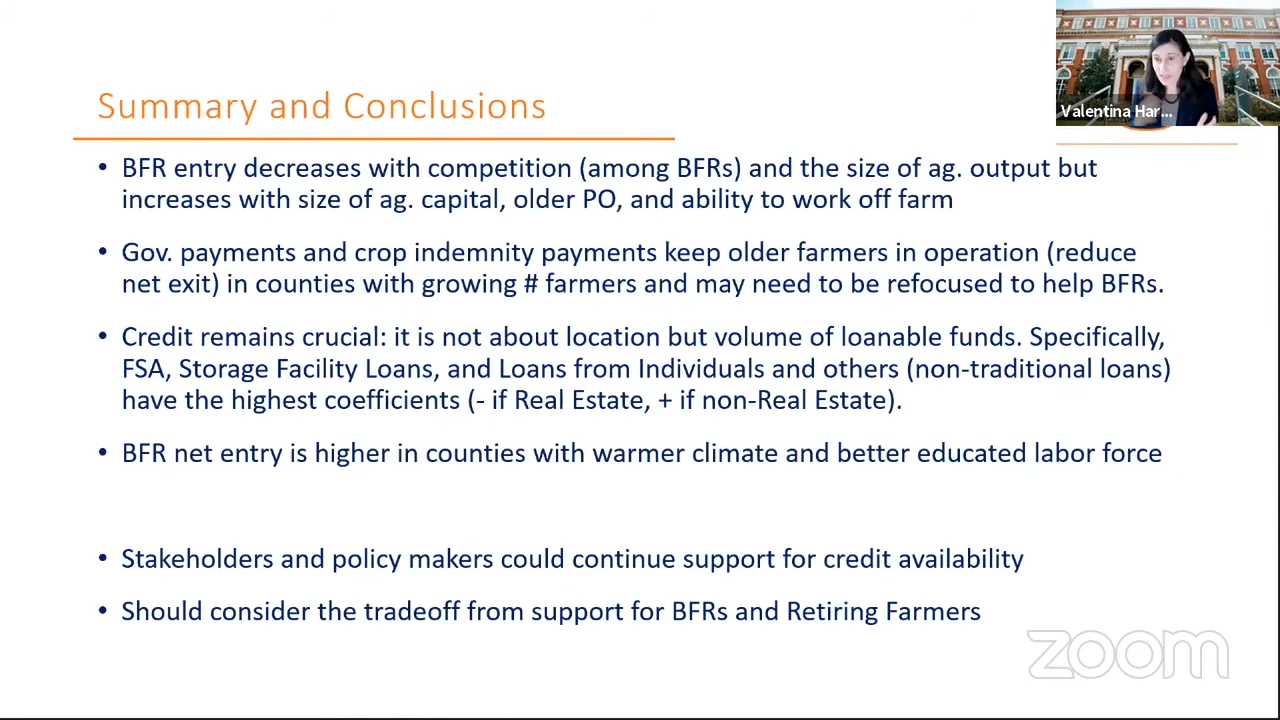 Valentina Har...
Summary and Conclusions
• BFR entry decreases with competition (among BFRs) and the size of ag. output but
increases with size of ag. capital, older PO, and ability to work off farm
• Gov. payments and crop indemnity payments keep older farmers in operation (reduce
net exit) in counties with growing # farmers and may need to be refocused to help BFRs.
• Credit remains crucial: it is not about location but volume of loanable funds. Specifically,
FSA, Storage Facility Loans, and Loans from Individuals and others (non-traditional loans)
have the highest coefficients (- if Real Estate, + if non-Real Estate).
• BFR net entry is higher in counties with warmer climate and better educated labor force
• Stakeholders and policy makers could continue support for credit availability
• Should consider the tradeoff from support for BFRs and Retiring Farmers
zoom